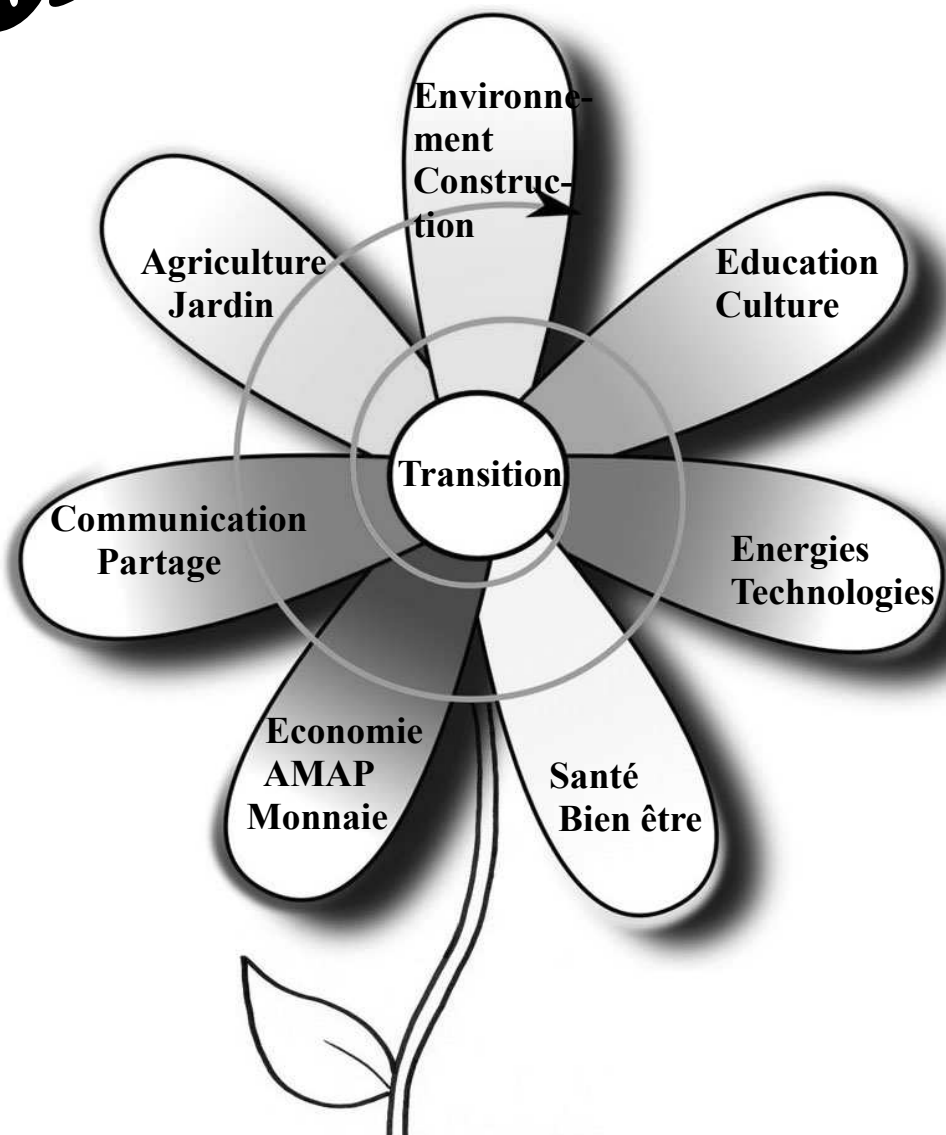 Environne-
ment
Construc-
tion
Education
Culture
Energies
Technologies
Santé
Bien être
Economie
AMAP
Monnaie
Communication
Partage
Agriculture
Jardin
Transition